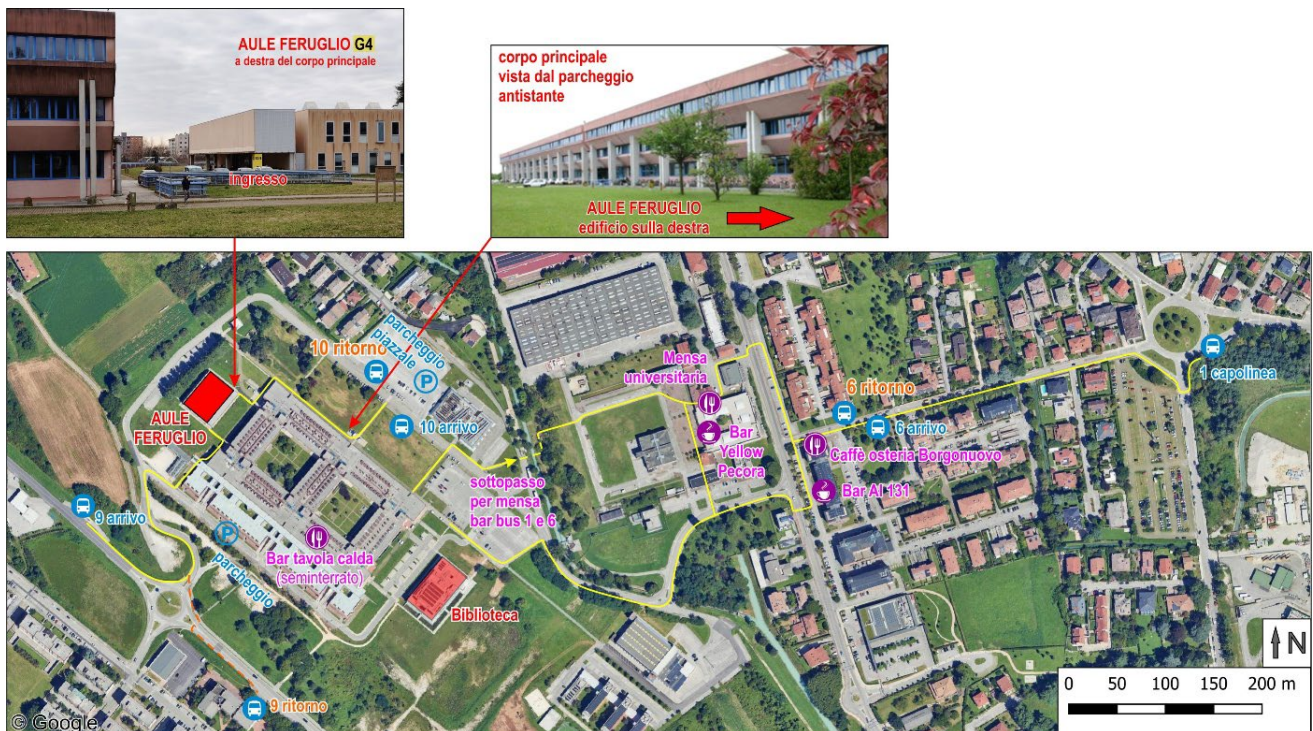 AULE FERUGLIO G4
a destra del corpo principale
G4
ingresso
corpo principale
vista dal parcheggio
antistante
AULE FERUGLIO
edificio sulla destra
10 ritorno
parcheggio
piazzale
P
10 arrivo
AULE
FERUGLIO
Mensa
universitaria
Bar
Yellow
Pecora
6 ritorno
6 arrivo
1 capolinea
Caffè osteria Borgonuovo
Bar Al 131
sottopasso
per mensa
bar bus 1 e 6
9 arrivo
P
parcheggio
Bar tavola calda
(seminterrato)
Biblioteca
9 ritorno
N
0 50 100 150 200 m
© Google